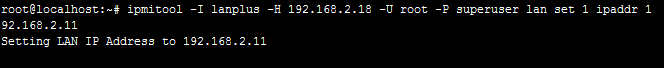 root@localhost:~# ipmitool -I lanplus -H 192.168.2.18 -U root -P superuser lan set 1 ipaddr 1
92.168.2.11
Setting LAN IP Address to 192.168.2.11